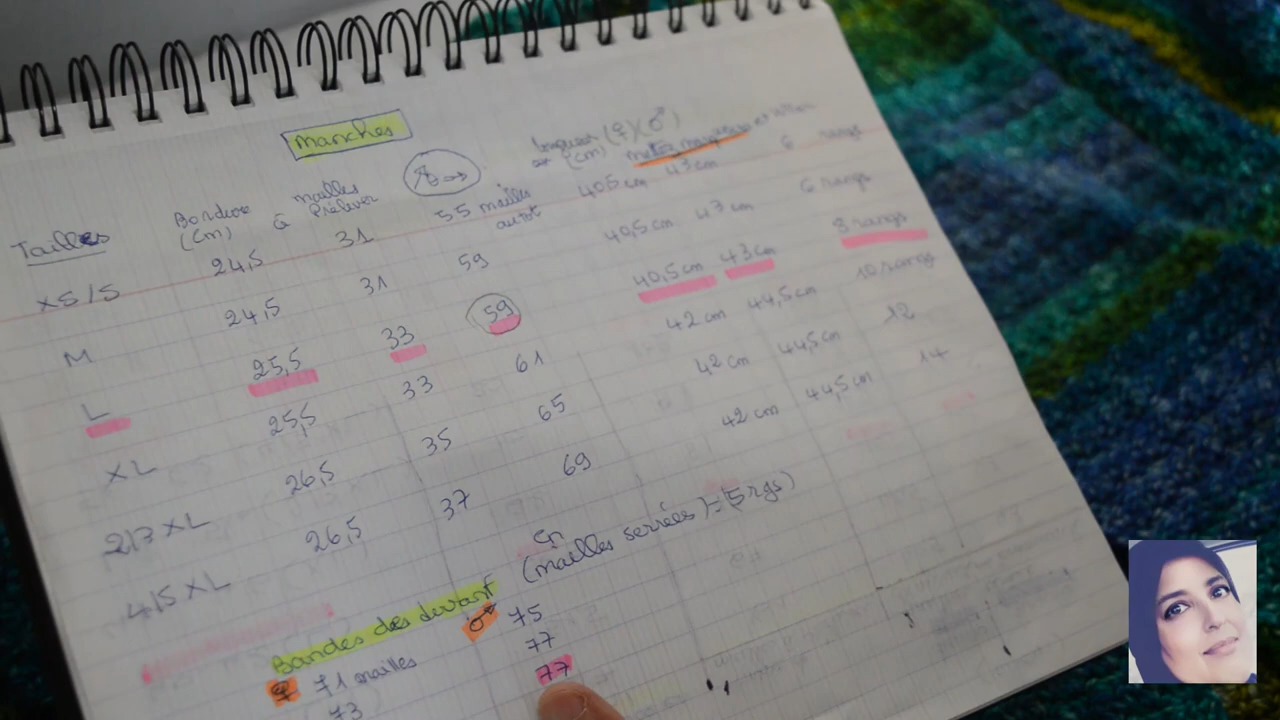 Manches
Tailles Bordure (cm) mailles à Prélever longueur (cm) (♀)(♂)
XS/S 24,5 31 55 mailles autot 40,5 cm 43 cm 6 rangs
M 24,5 31 59 40,5 cm 43 cm 6 rangs
L 25,5 33 59 40,5 cm 43 cm 8 rangs
XL 25,5 33 61 42 cm 44,5 cm 10 rangs
2/3 XL 26,5 35 65 42 cm 44,5 cm 12
4/5 XL 26,5 37 69 42 cm 44,5 cm 14
Bandes des devant (mailles serrées) = (5 rgs)
♀ 71 mailles ♂ 75
73 77
77